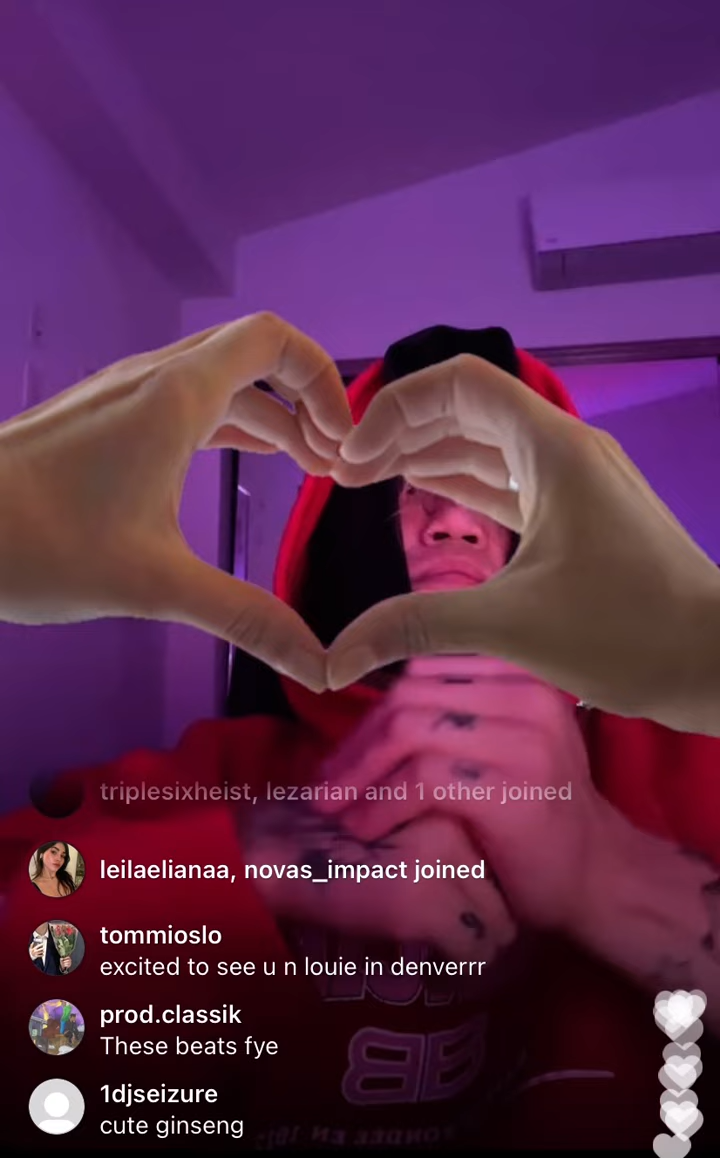 triplesixheist, lezarian and 1 other joined
leilaelianaa, novas_impact joined
tommioslo
excited to see u n louie in denverrr
prod.classik
These beats fye
1djseizure
cute ginseng